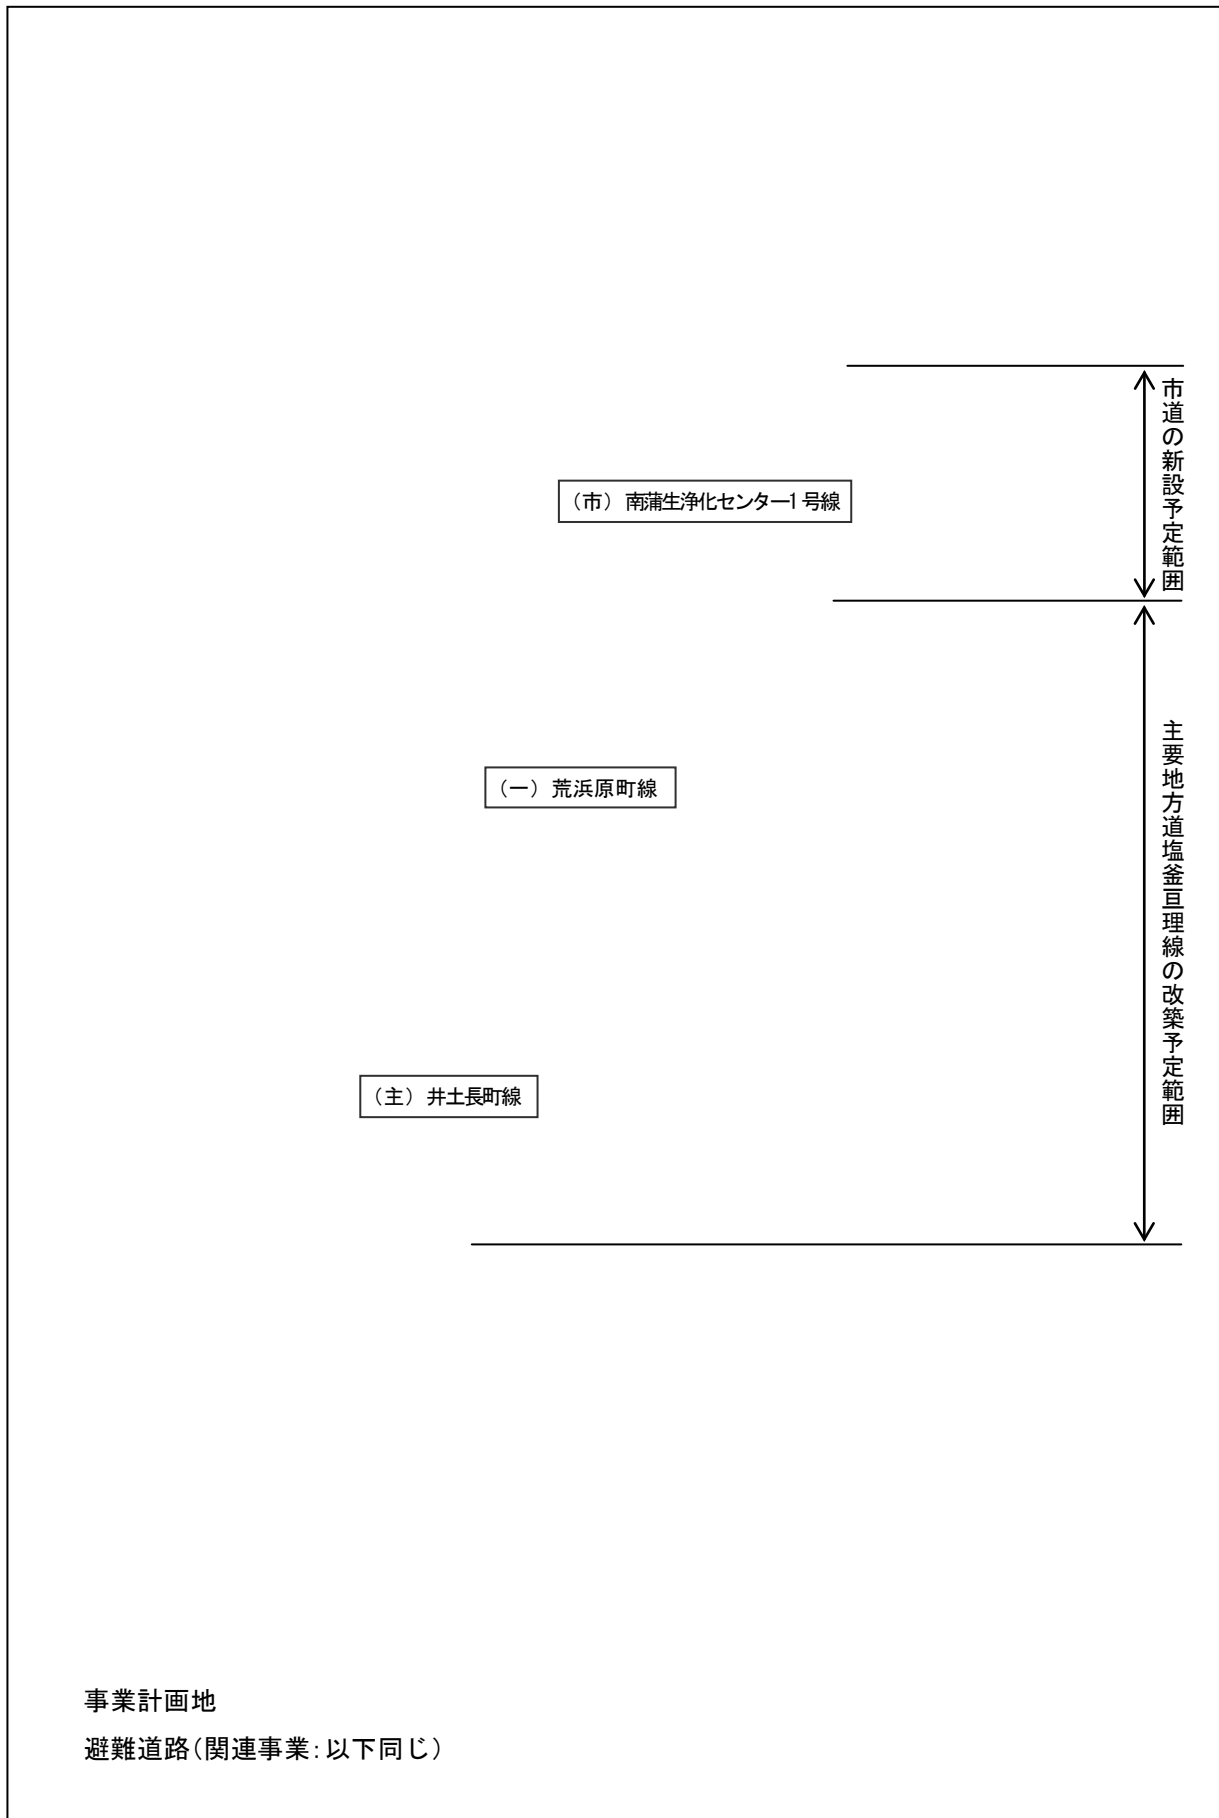 市道の新設予定範囲
（市）南蒲生浄化センター1号線
主要地方道塩釜亘理線の改築予定範囲
（一）荒浜原町線
（主）井土長町線
事業計画地
避難道路（関連事業：以下同じ）